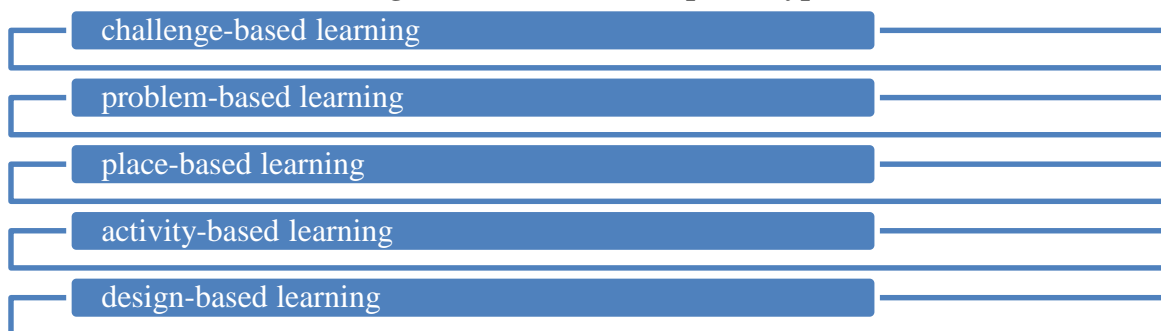 challenge-based learning
problem-based learning
place-based learning
activity-based learning
design-based learning